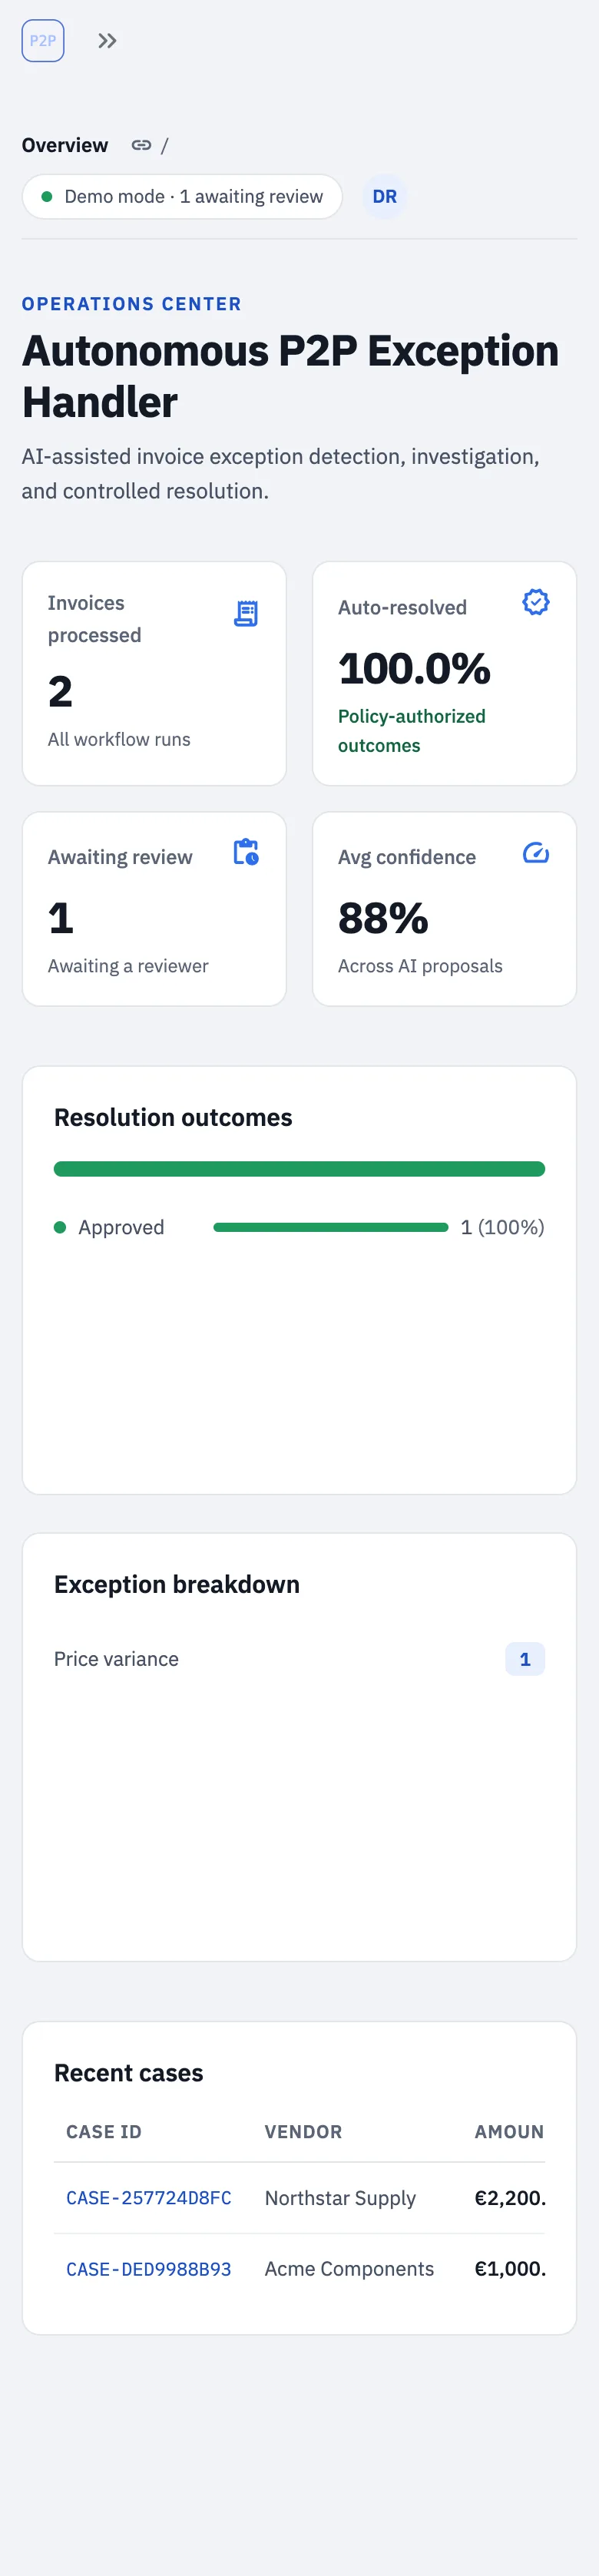 P2P
Overview /
Demo mode · 1 awaiting review DR
OPERATIONS CENTER
Autonomous P2P Exception
Handler
AI-assisted invoice exception detection, investigation,
and controlled resolution.
Invoices
processed
2
All workflow runs
Auto-resolved
100.0%
Policy-authorized
outcomes
Awaiting review
1
Awaiting a reviewer
Avg confidence
88%
Across AI proposals
Resolution outcomes
Approved 1 (100%)
Exception breakdown
Price variance 1
Recent cases
CASE ID VENDOR AMOUN
CASE-257724D8FC Northstar Supply €2,200.
CASE-DED9988B93 Acme Components €1,000.